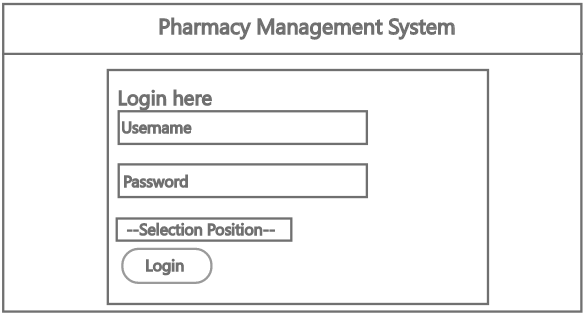 Pharmacy Management System
Login here
Username
Password
--Selection Position--
Login